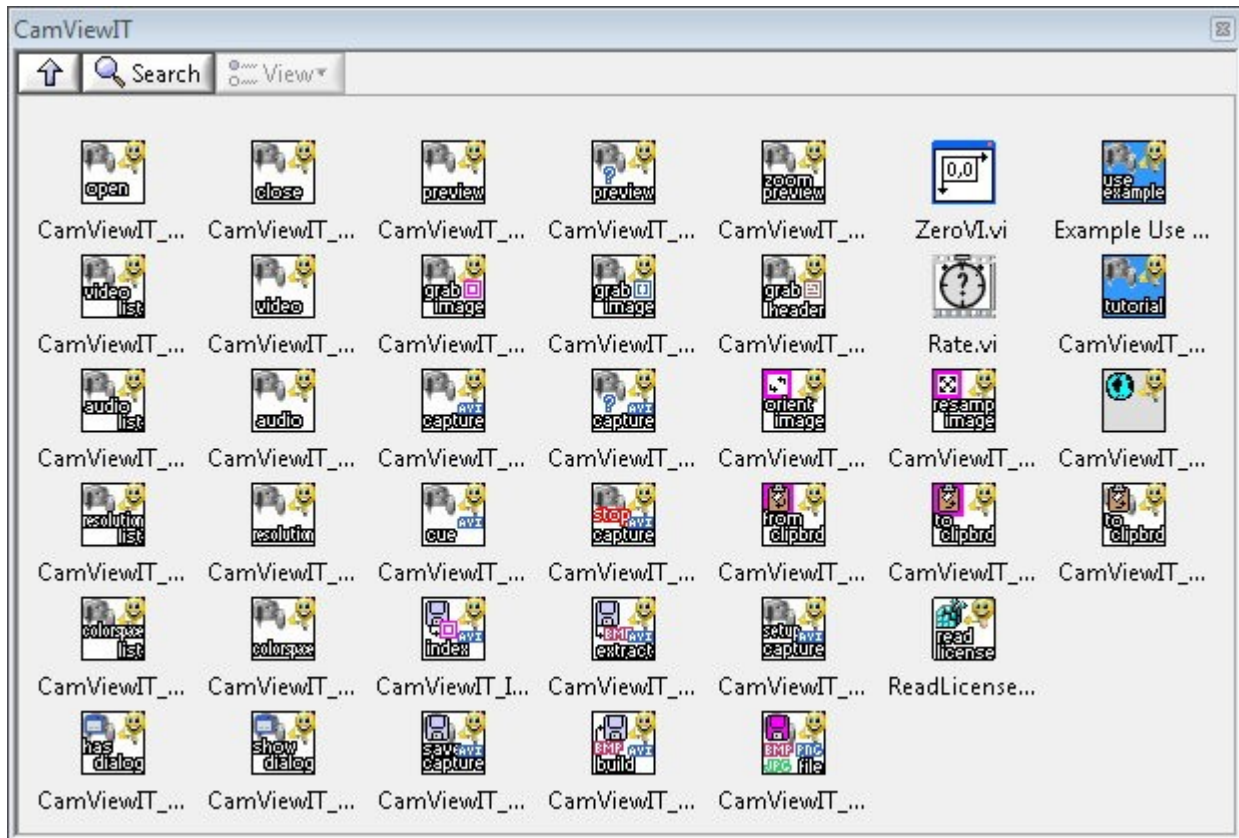 CamViewIT
Search View
open close preview ? preview zoom preview 0,0 use example
CamViewIT_... CamViewIT_... CamViewIT_... CamViewIT_... CamViewIT_... ZeroVI.vi Example Use ...
video list video grab image grab image grab header ? tutorial
CamViewIT_... CamViewIT_... CamViewIT_... CamViewIT_... CamViewIT_... Rate.vi CamViewIT_...
audio list audio AVI capture ? AVI capture orient image resamp image
CamViewIT_... CamViewIT_... CamViewIT_... CamViewIT_... CamViewIT_... CamViewIT_... CamViewIT_...
resolution list resolution cue AVI stop capture from clipbrd to clipbrd to clipbrd
CamViewIT_... CamViewIT_... CamViewIT_... CamViewIT_... CamViewIT_... CamViewIT_... CamViewIT_...
colorspace list colorspace index AVI BMP AVI extract setup AVI capture read license
CamViewIT_... CamViewIT_... CamViewIT_I... CamViewIT_... CamViewIT_... ReadLicense...
has dialog show dialog save AVI capture BMP AVI build BMP PNG JPG file
CamViewIT_... CamViewIT_... CamViewIT_... CamViewIT_... CamViewIT_...